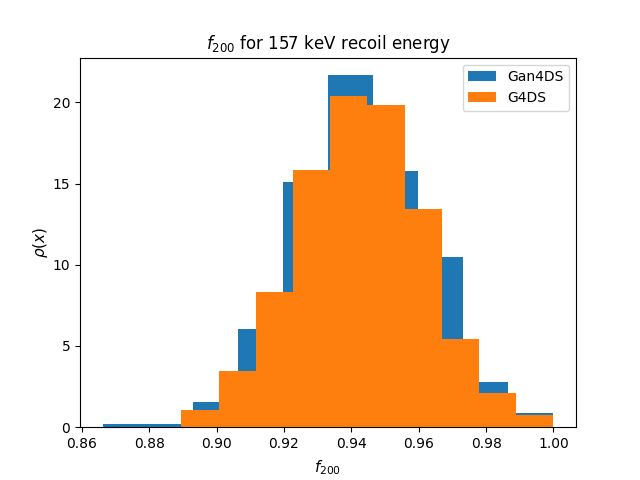 f₂₀₀ for 157 keV recoil energy
Gan4DS
G4DS
ρ(x)
20
15
10
5
0
0.86 0.88 0.90 0.92 0.94 0.96 0.98 1.00
f₂₀₀